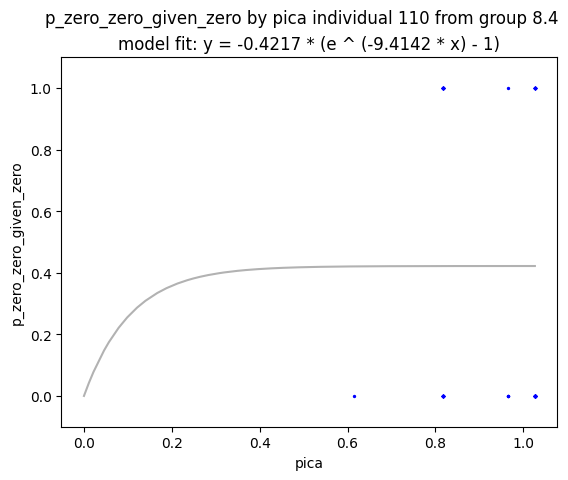 p_zero_zero_given_zero by pica individual 110 from group 8.4
model fit: y = -0.4217 * (e ^ (-9.4142 * x) - 1)
1.0
0.8
0.6
0.4
0.2
0.0
p_zero_zero_given_zero
0.0 0.2 0.4 0.6 0.8 1.0
pica